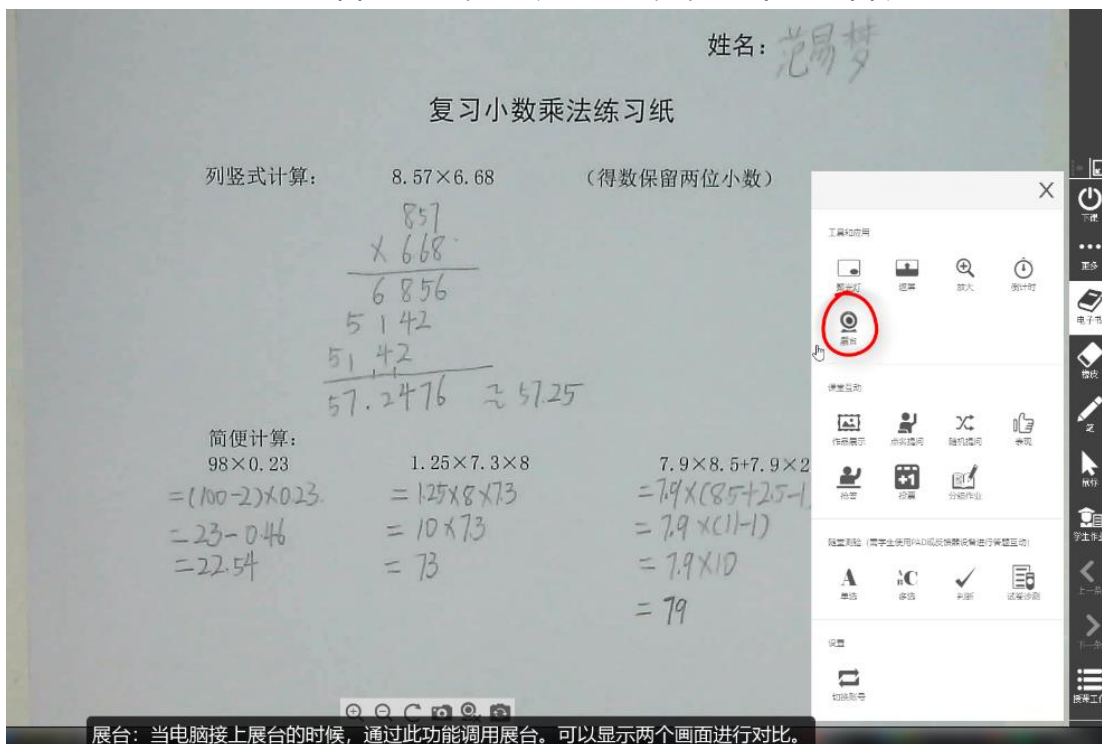 姓名：范易梦
复习小数乘法练习纸
列竖式计算： 8.57×6.68 （得数保留两位小数）
857
× 668
6856
5142
5142
57.2476 ≈ 57.25
简便计算：
98×0.23 1.25×7.3×8 7.9×8.5+7.9×2
=(100-2)×0.23 =1.25×8×7.3 =7.9×(8.5+2.5-1
=23-0.46 =10×7.3 =7.9×(11-1)
=22.54 =73 =7.9×10
=79
X
工具和应用
聚光灯 遮幕 放大 倒计时
展台
课堂互动
作品展示 点名提问 随机提问 表现
抢答 投票 分组作业
+1
随堂测验（需学生使用PAD或反馈器设备进行答题互动）
A
单选 多选 判断 试卷抄测
设置
切换账号
下课
更多
电子书
橡皮
笔
鼠标
学生作业
上一条
下一条
授课工
展台：当电脑接上展台的时候，通过此功能调用展台。可以显示两个画面进行对比。